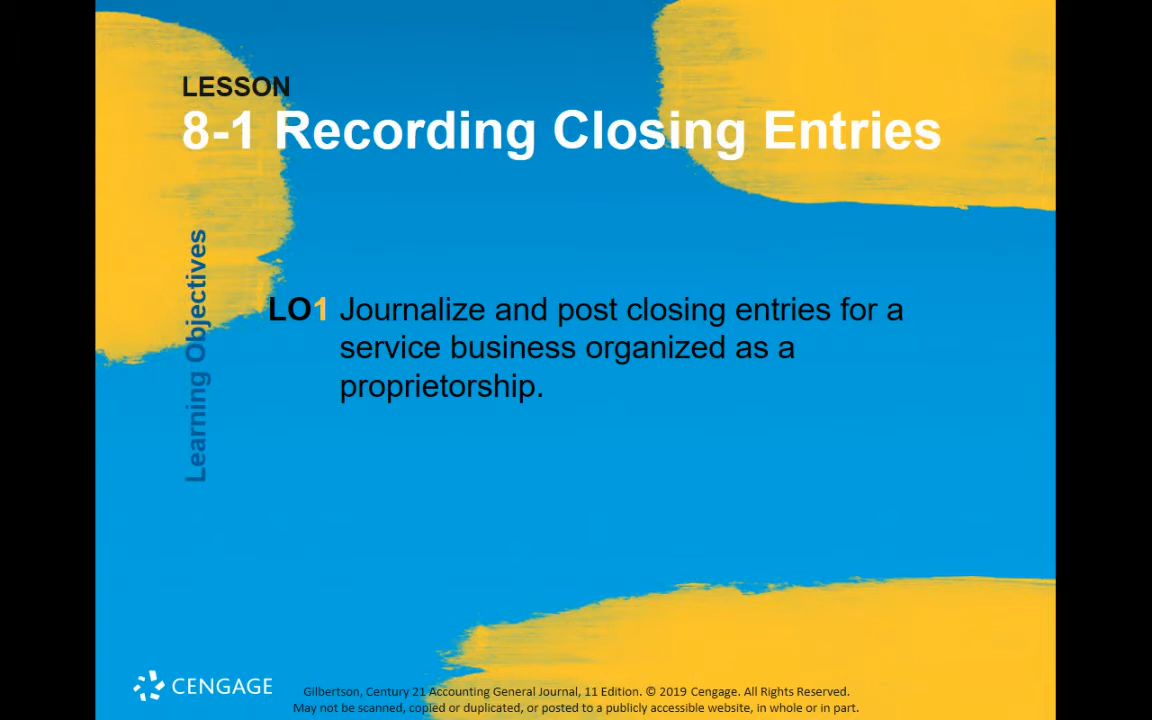 LESSON
8-1 Recording Closing Entries
Learning Objectives
LO1 Journalize and post closing entries for a
service business organized as a
proprietorship.
CENGAGE
Gilbertson, Century 21 Accounting General Journal, 11 Edition. © 2019 Cengage. All Rights Reserved.
May not be scanned, copied or duplicated, or posted to a publicly accessible website, in whole or in part.